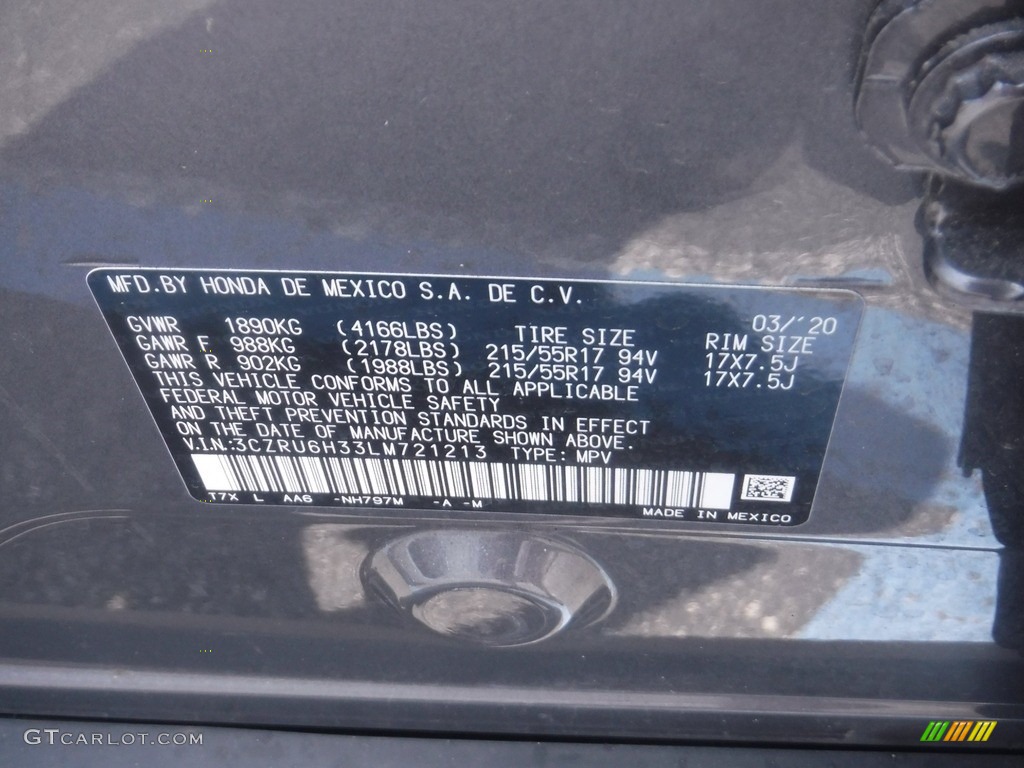 MFD.BY HONDA DE MEXICO S.A. DE C.V.
03/'20
GVWR 1890KG (4166LBS) TIRE SIZE RIM SIZE
GAWR F 988KG (2178LBS) 215/55R17 94V 17X7.5J
GAWR R 902KG (1988LBS) 215/55R17 94V 17X7.5J
THIS VEHICLE CONFORMS TO ALL APPLICABLE
FEDERAL MOTOR VEHICLE SAFETY
AND THEFT PREVENTION STANDARDS IN EFFECT
ON THE DATE OF MANUFACTURE SHOWN ABOVE.
V.I.N:3CZRU6H33LM721213 TYPE: MPV
T7X L AA6 -NH797M -A -M
MADE IN MEXICO
GTCARLOT.COM